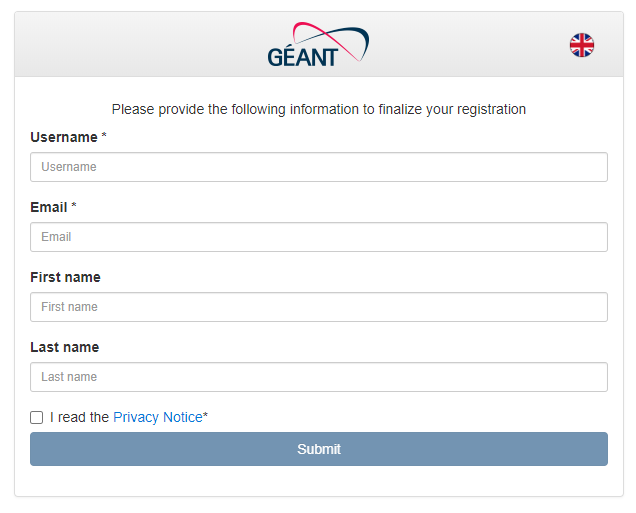 GÉANT
Please provide the following information to finalize your registration
Username *
Username
Email *
Email
First name
First name
Last name
Last name
I read the Privacy Notice*
Submit